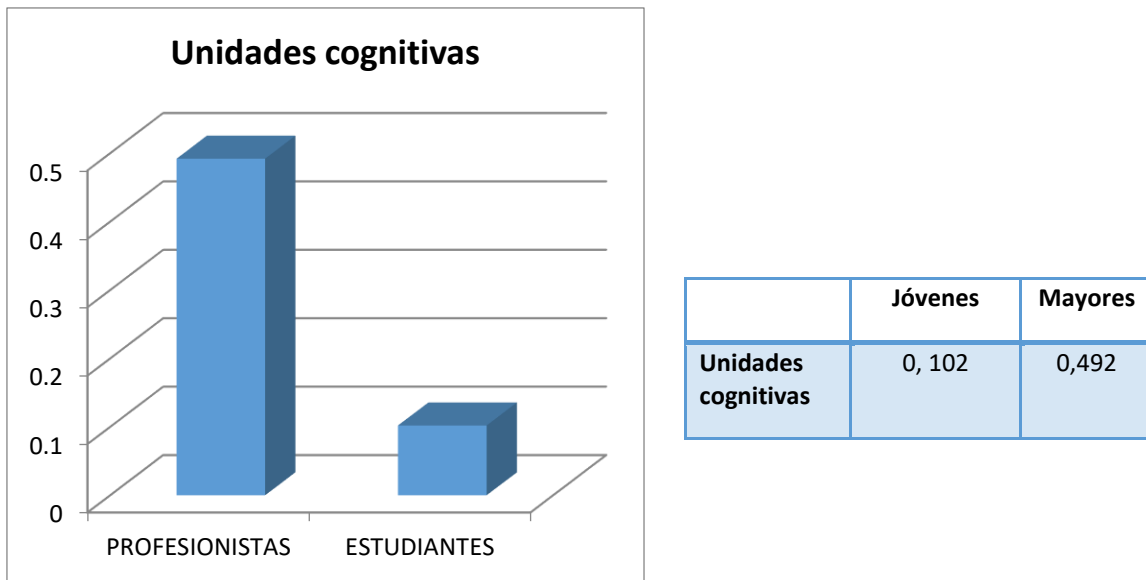 Unidades cognitivas
0.5
0.4
0.3
0.2
0.1
0
PROFESIONISTAS ESTUDIANTES
Jóvenes Mayores
Unidades 0, 102 0,492
cognitivas